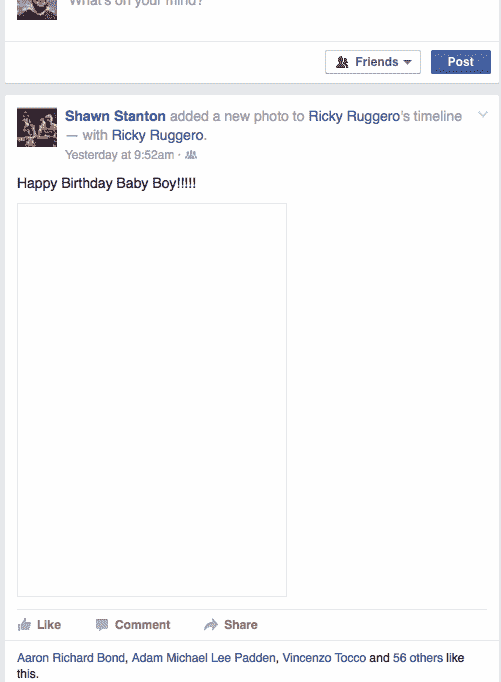 What's on your mind?
Friends
Post
Shawn Stanton added a new photo to Ricky Ruggero's timeline
— with Ricky Ruggero.
Yesterday at 9:52am ·
Happy Birthday Baby Boy!!!!!
Like Comment Share
Aaron Richard Bond, Adam Michael Lee Padden, Vincenzo Tocco and 56 others like
this.